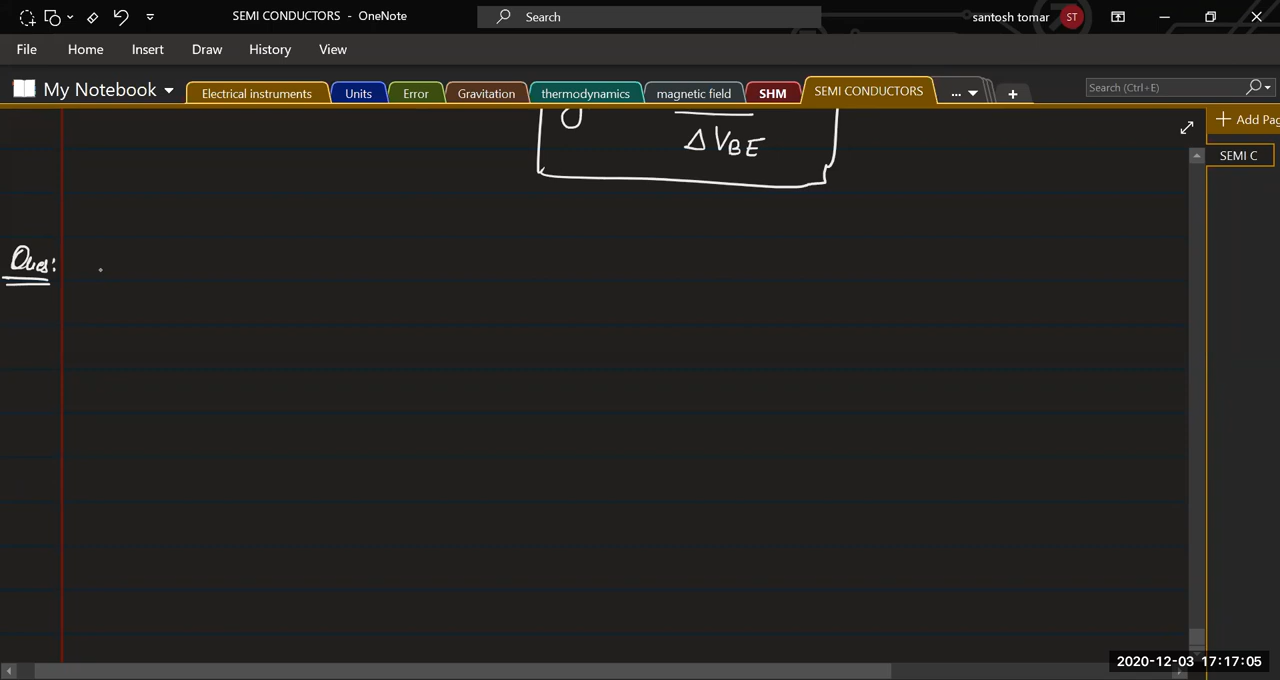 SEMI CONDUCTORS - OneNote
Search
santosh tomar ST
File Home Insert Draw History View
My Notebook
Electrical instruments Units Error Gravitation thermodynamics magnetic field SHM SEMI CONDUCTORS ... +
Search (Ctrl+E)
+ Add Pag
SEMI C
Δ VBE
Ques:
2020-12-03 17:17:05